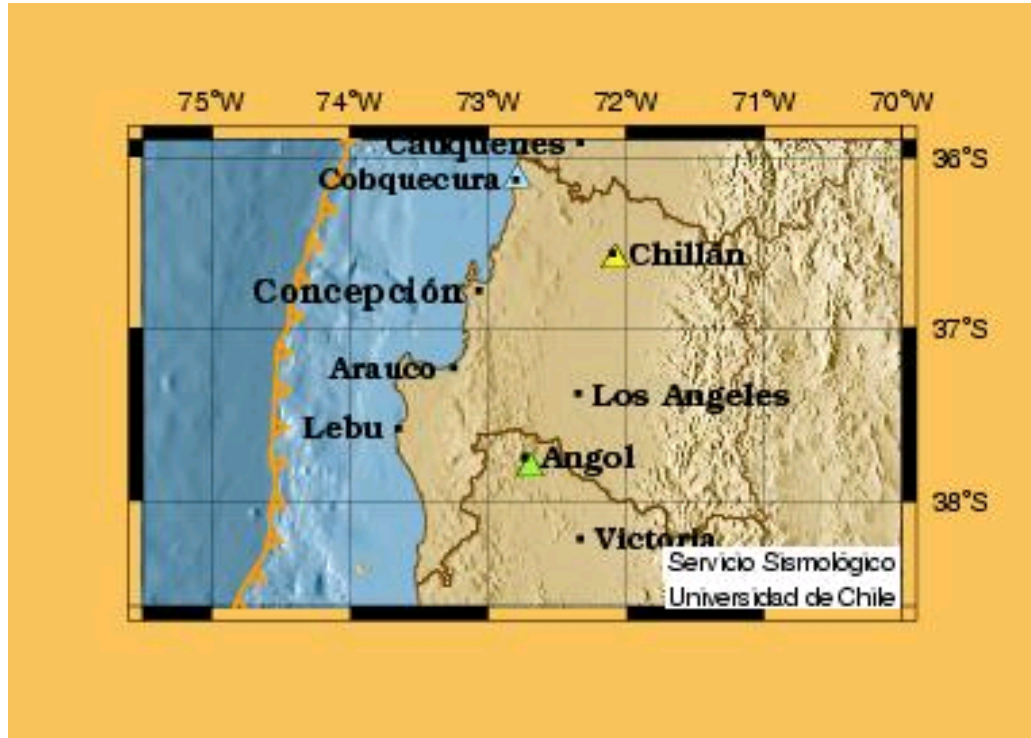 75°W 74°W 73°W 72°W 71°W 70°W
Cauquenes
36°S
Cobquecura
Chillán
Concepción
37°S
Arauco
Los Angeles
Lebu
Angol
38°S
Victoria
Servicio Sismológico
Universidad de Chile